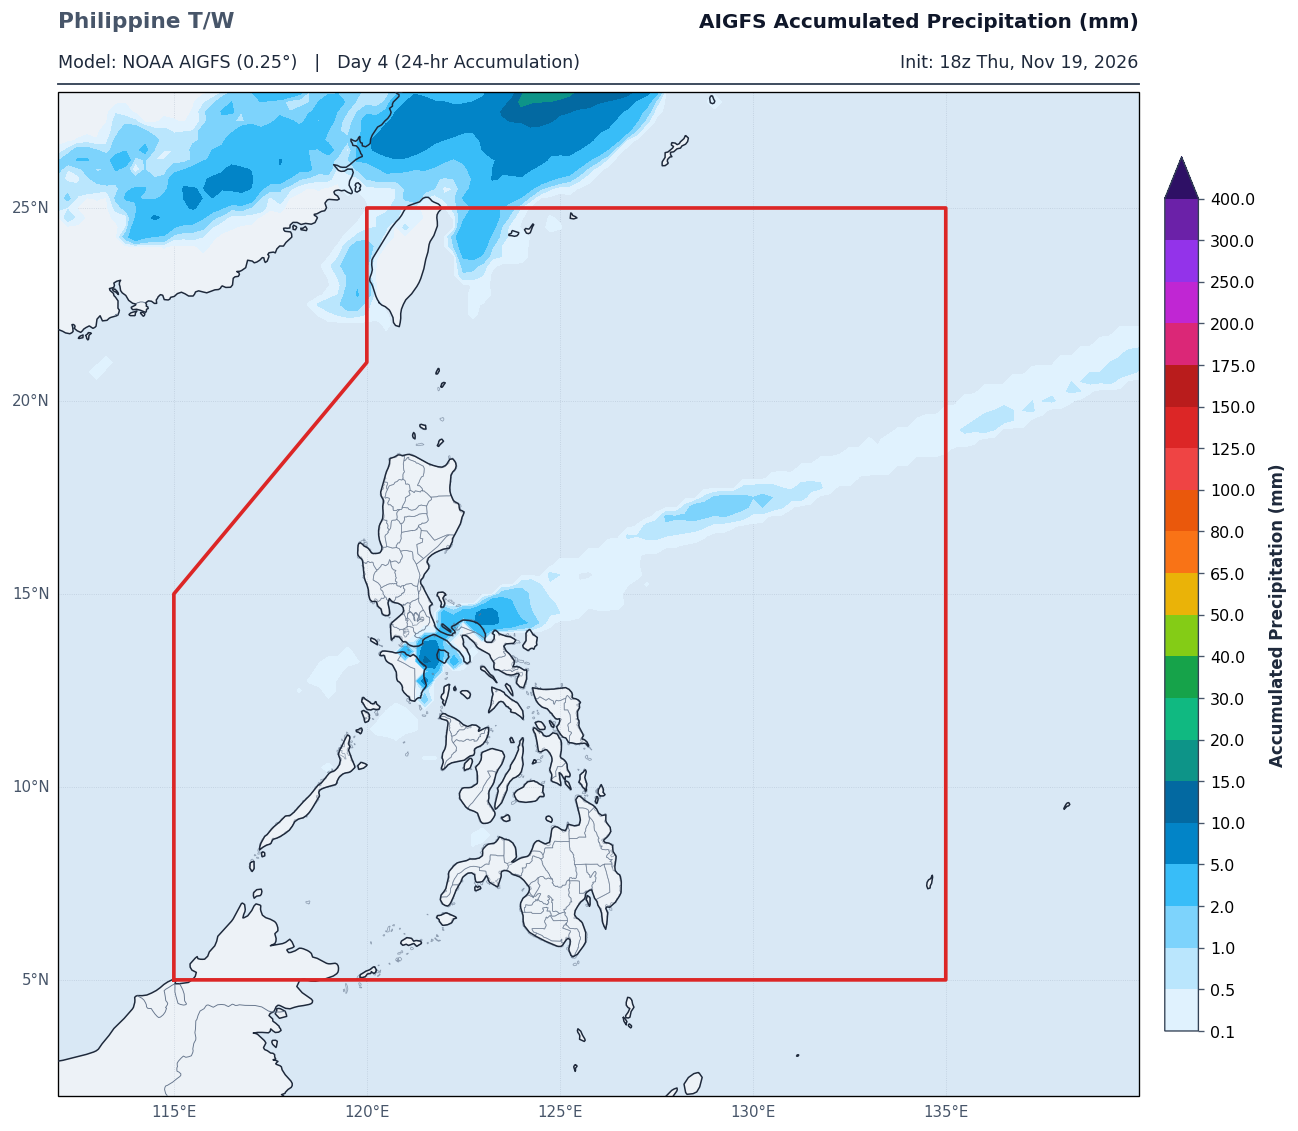 Philippine T/W
AIGFS Accumulated Precipitation (mm)
Model: NOAA AIGFS (0.25°) | Day 4 (24-hr Accumulation)
Init: 18z Thu, Nov 19, 2026
25°N
20°N
15°N
10°N
5°N
115°E
120°E
125°E
130°E
135°E
400.0
300.0
250.0
200.0
175.0
150.0
125.0
100.0
80.0
65.0
50.0
40.0
30.0
20.0
15.0
10.0
5.0
2.0
1.0
0.5
0.1
Accumulated Precipitation (mm)